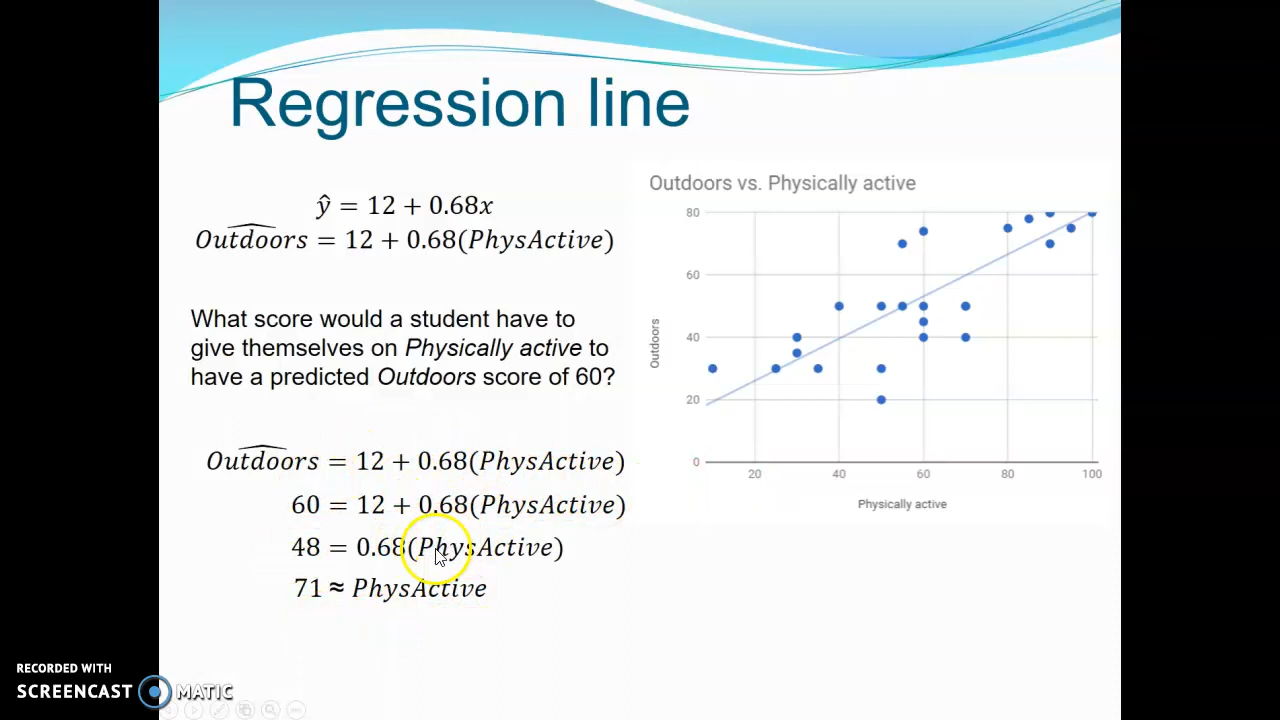 Regression line
ŷ = 12 + 0.68x
Outdoors = 12 + 0.68(PhysActive)
What score would a student have to
give themselves on Physically active to
have a predicted Outdoors score of 60?
Outdoors = 12 + 0.68(PhysActive)
60 = 12 + 0.68(PhysActive)
48 = 0.68(PhysActive)
71 ≈ PhysActive
Outdoors vs. Physically active
80
60
40
20
0
Outdoors
20 40 60 80 100
Physically active
RECORDED WITH
SCREENCAST MATIC